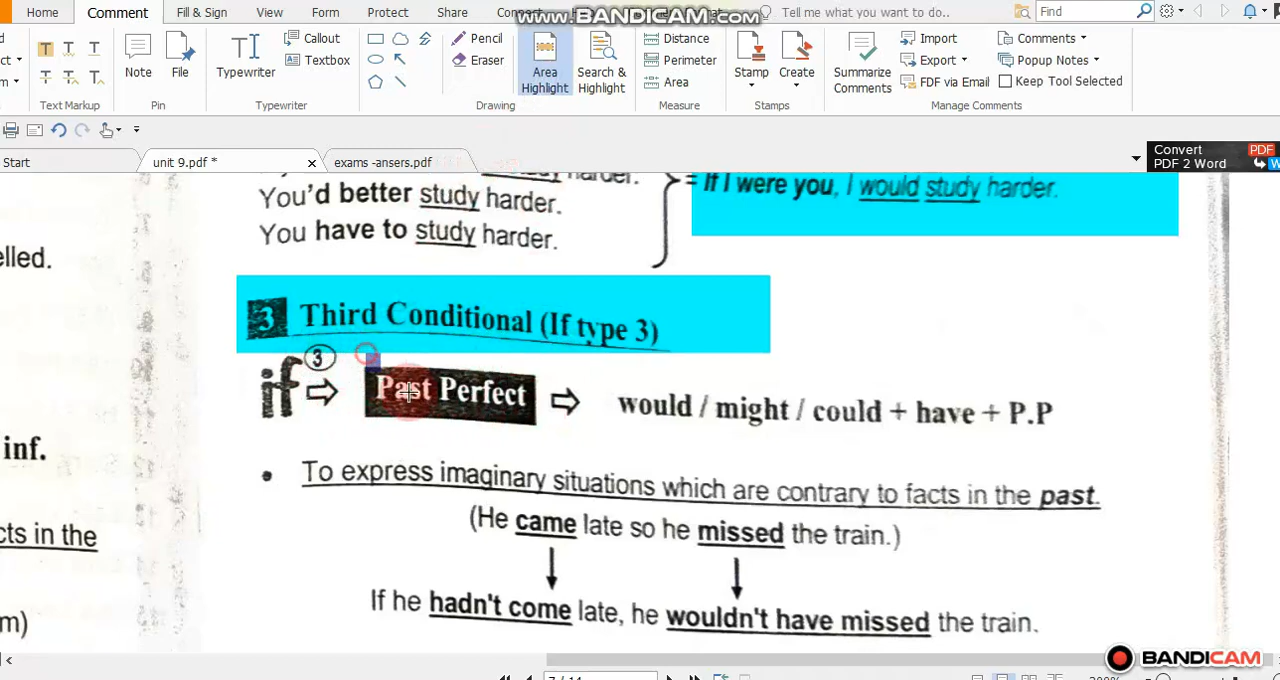 Home Comment Fill & Sign View Form Protect Share Connect Help Tell me what you want to do.. Find
www.BANDICAM.com
Note File Typewriter Callout Textbox Pencil Eraser Area Highlight Search & Highlight Distance Perimeter Area Stamp Create Summarize Comments Import Export FDF via Email Comments Popup Notes Keep Tool Selected
Text Markup Pin Typewriter Drawing Measure Stamps Manage Comments
Start unit 9.pdf * exams -ansers.pdf
Convert PDF
PDF 2 Word
harder.
You'd better study harder.
You have to study harder.
= If I were you, I would study harder.
elled.
3 Third Conditional (If type 3)
if 3 ⇨ Past Perfect ⇨ would / might / could + have + P.P
inf.
• To express imaginary situations which are contrary to facts in the past.
(He came late so he missed the train.)
cts in the
If he hadn't come late, he wouldn't have missed the train.
m)
BANDICAM
7 / 14
200%